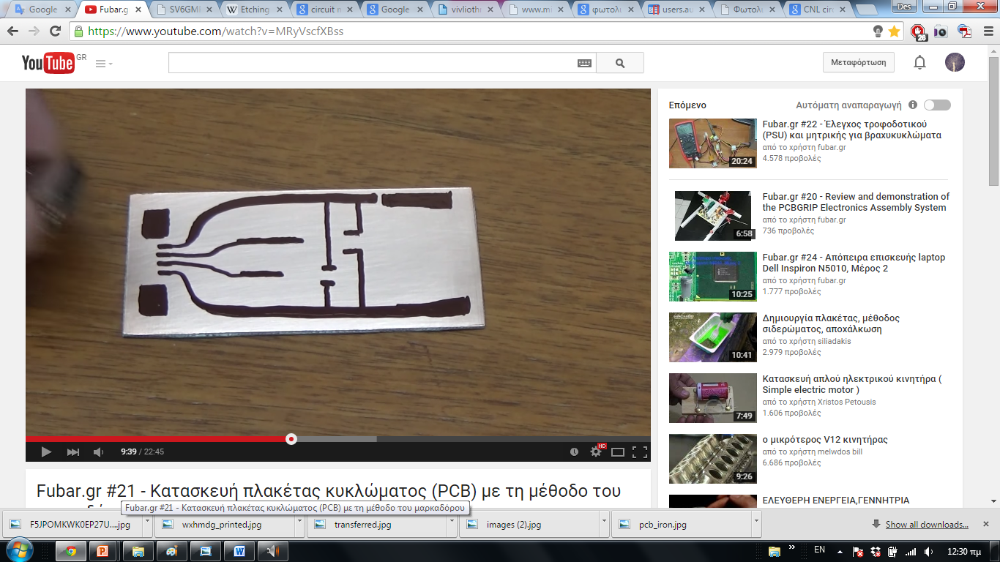 Google
Fubar.g
SV6GMI
Etching
circuit n
Google
vivlioth
www.m
φωτολι
users.au
Φωτολι
CNL circ
Des
https://www.youtube.com/watch?v=MRyVscfXBss
26
YouTube GR
Μεταφόρτωση
Επόμενο
Αυτόματη αναπαραγωγή
20:24
Fubar.gr #22 - Έλεγχος τροφοδοτικού
(PSU) και μητρικής για βραχυκυκλώματα
από το χρήστη fubar.gr
4.578 προβολές
6:58
Fubar.gr #20 - Review and demonstration of
the PCBGRIP Electronics Assembly System
από το χρήστη fubar.gr
736 προβολές
10:25
Fubar.gr #24 - Απόπειρα επισκευής laptop
Dell Inspiron N5010, Μέρος 2
από το χρήστη fubar.gr
1.777 προβολές
10:41
Δημιουργία πλακέτας, μέθοδος
σιδερώματος, αποχάλκωση
από το χρήστη siliadakis
2.979 προβολές
7:49
Κατασκευή απλού ηλεκτρικού κινητήρα (
Simple electric motor )
από το χρήστη Xristos Petousis
1.606 προβολές
9:26
ο μικρότερος V12 κινητήρας
από το χρήστη melwdos bill
6.686 προβολές
ΕΛΕΥΘΕΡΗ ΕΝΕΡΓΕΙΑ,ΓΕΝΝΗΤΡΙΑ
9:39 / 22:45
HD
Fubar.gr #21 - Κατασκευή πλακέτας κυκλώματος (PCB) με τη μέθοδο του
Fubar.gr #21 - Κατασκευή πλακέτας κυκλώματος (PCB) με τη μέθοδο του μαρκαδόρου
F5JPOMKWK0EP27U....jpg
wxhmdg_printed.jpg
transferred.jpg
images (2).jpg
pcb_iron.jpg
Show all downloads...
EN
12:30 πμ